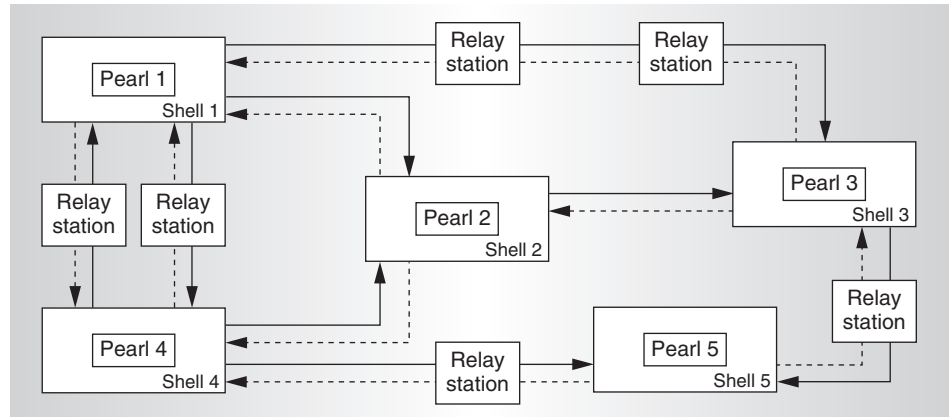 Relay
station
Relay
station
Pearl 1
Shell 1
Pearl 3
Shell 3
Relay
station
Relay
station
Pearl 2
Shell 2
Relay
station
Pearl 4
Shell 4
Relay
station
Pearl 5
Shell 5